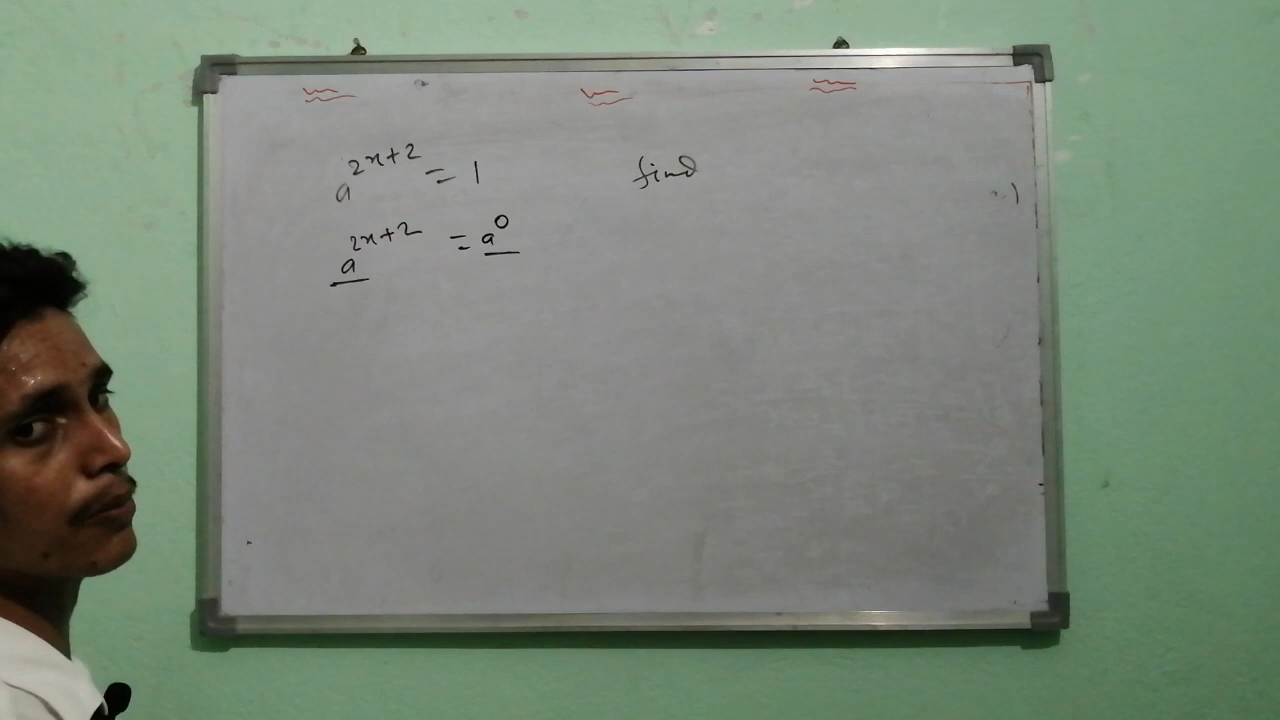 a^{2x+2} = 1 find
a^{2x+2} = a^0